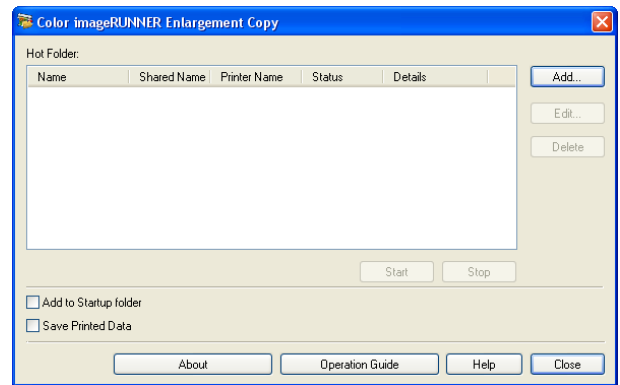 Color imageRUNNER Enlargement Copy
Hot Folder:
Name Shared Name Printer Name Status Details
Add...
Edit...
Delete
Start Stop
Add to Startup folder
Save Printed Data
About Operation Guide Help Close